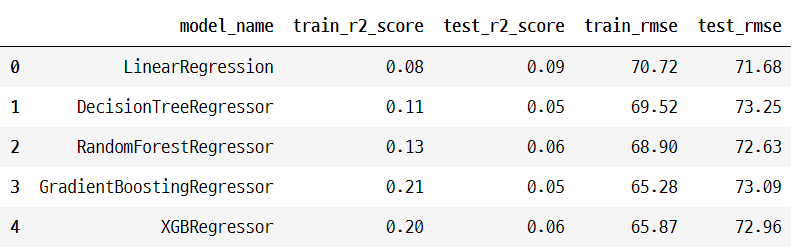 model_name train_r2_score test_r2_score train_rmse test_rmse
0 LinearRegression 0.08 0.09 70.72 71.68
1 DecisionTreeRegressor 0.11 0.05 69.52 73.25
2 RandomForestRegressor 0.13 0.06 68.90 72.63
3 GradientBoostingRegressor 0.21 0.05 65.28 73.09
4 XGBRegressor 0.20 0.06 65.87 72.96